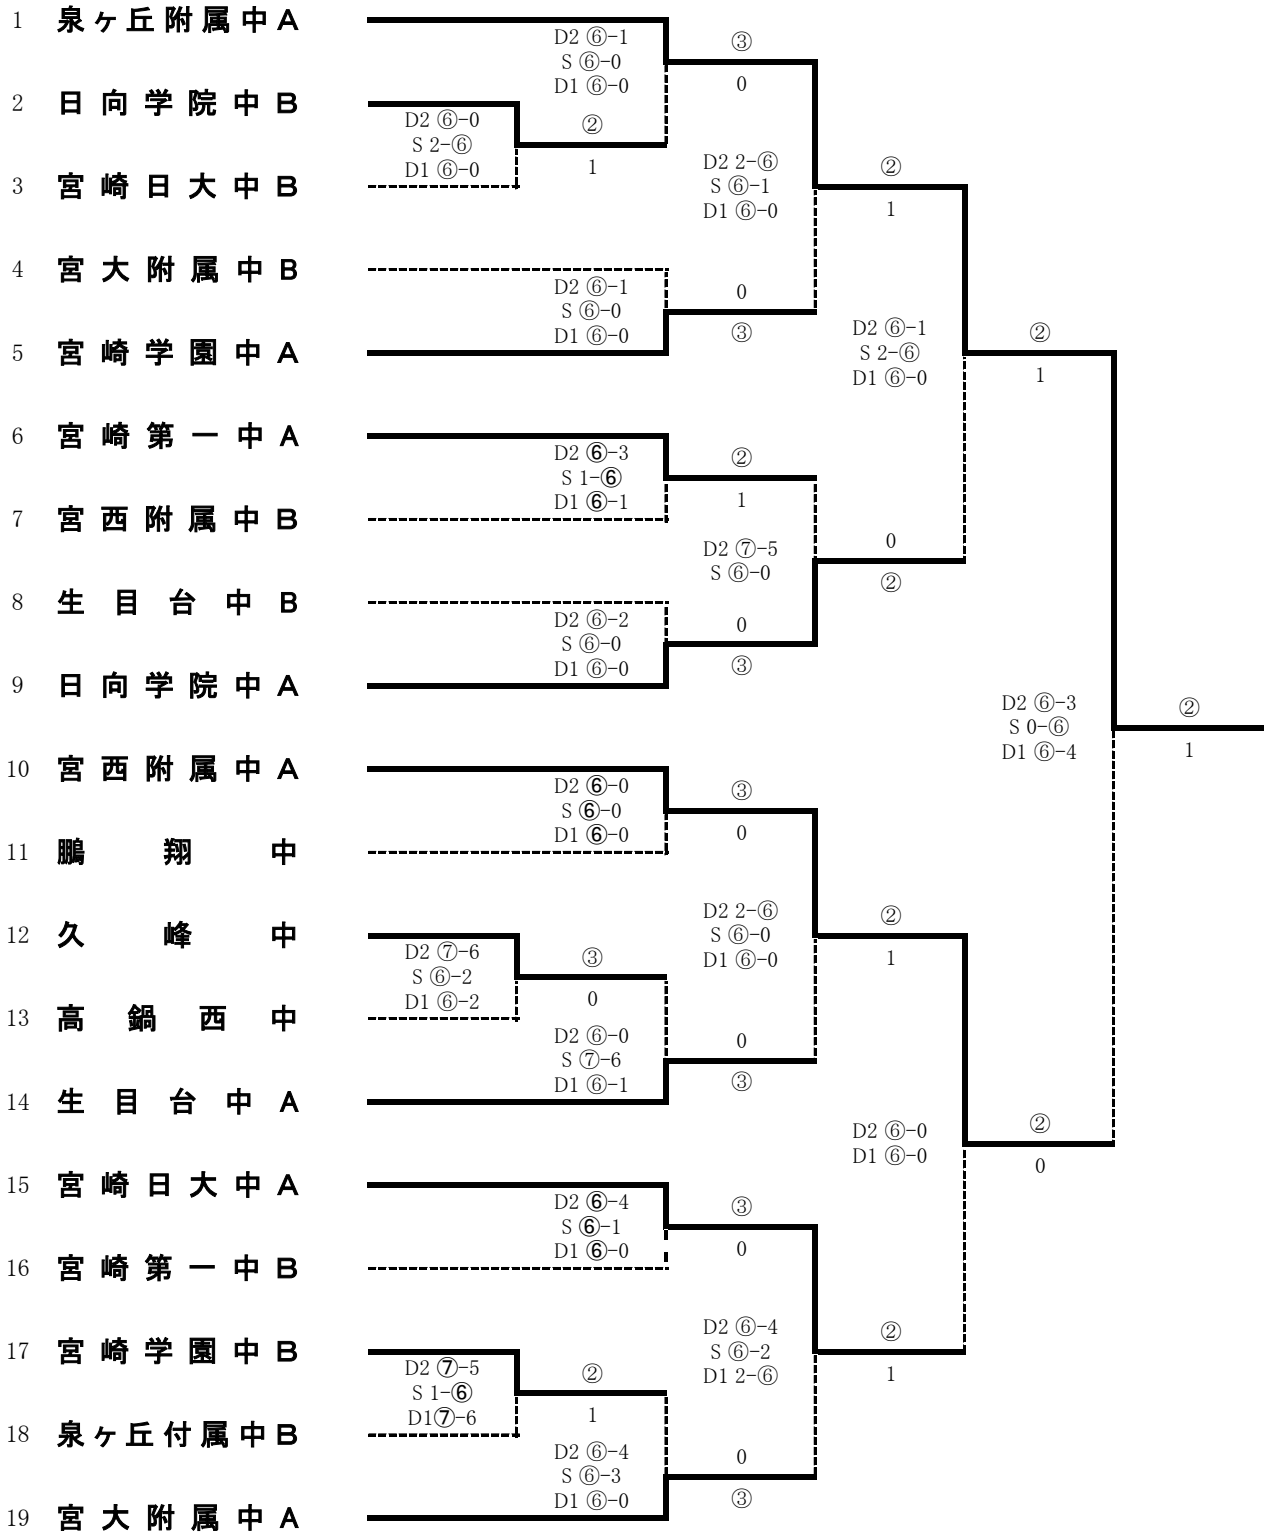 1 泉ヶ丘附属中A
D2 ⑥-1
S ⑥-0
D1 ⑥-0
③
0
2 日向学院中B
D2 ⑥-0
S 2-⑥
D1 ⑥-0
②
1
3 宮崎日大中B
D2 2-⑥
S ⑥-1
D1 ⑥-0
②
1
4 宮大附属中B
D2 ⑥-1
S ⑥-0
D1 ⑥-0
0
③
5 宮崎学園中A
D2 ⑥-1
S 2-⑥
D1 ⑥-0
②
1
6 宮崎第一中A
D2 ⑥-3
S 1-⑥
D1 ⑥-1
②
1
7 宮西附属中B
D2 ⑦-5
S ⑥-0
0
②
8 生目台中B
D2 ⑥-2
S ⑥-0
D1 ⑥-0
0
③
9 日向学院中A
D2 ⑥-3
S 0-⑥
D1 ⑥-4
②
1
10 宮西附属中A
D2 ⑥-0
S ⑥-0
D1 ⑥-0
③
0
11 鵬翔中
D2 2-⑥
S ⑥-0
D1 ⑥-0
②
1
12 久峰中
D2 ⑦-6
S ⑥-2
D1 ⑥-2
③
0
13 高鍋西中
D2 ⑥-0
S ⑦-6
D1 ⑥-1
0
③
14 生目台中A
D2 ⑥-0
D1 ⑥-0
②
0
15 宮崎日大中A
D2 ⑥-4
S ⑥-1
D1 ⑥-0
③
0
16 宮崎第一中B
D2 ⑥-4
S ⑥-2
D1 2-⑥
②
1
17 宮崎学園中B
D2 ⑦-5
S 1-⑥
D1⑦-6
②
1
18 泉ヶ丘付属中B
D2 ⑥-4
S ⑥-3
D1 ⑥-0
0
③
19 宮大附属中A